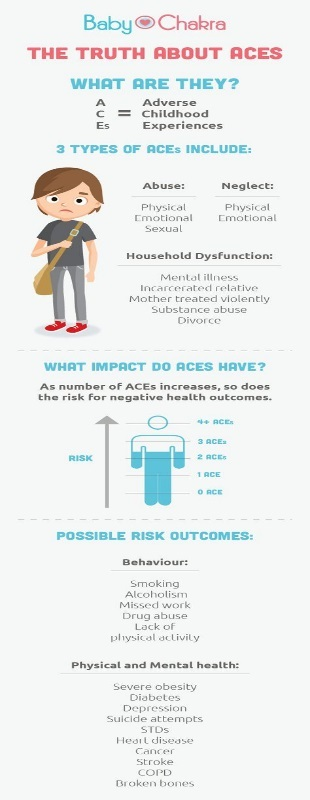 Baby Chakra
THE TRUTH ABOUT ACES
WHAT ARE THEY?
A
C
Es
=
Adverse
Childhood
Experiences
3 TYPES OF ACEs INCLUDE:
Abuse:
Physical
Emotional
Sexual
Neglect:
Physical
Emotional
Household Dysfunction:
Mental illness
Incarcerated relative
Mother treated violently
Substance abuse
Divorce
WHAT IMPACT DO ACES HAVE?
As number of ACEs increases, so does
the risk for negative health outcomes.
RISK
4+ ACEs
3 ACEs
2 ACEs
1 ACE
0 ACE
POSSIBLE RISK OUTCOMES:
Behaviour:
Smoking
Alcoholism
Missed work
Drug abuse
Lack of
physical activity
Physical and Mental health:
Severe obesity
Diabetes
Depression
Suicide attempts
STDs
Heart disease
Cancer
Stroke
COPD
Broken bones